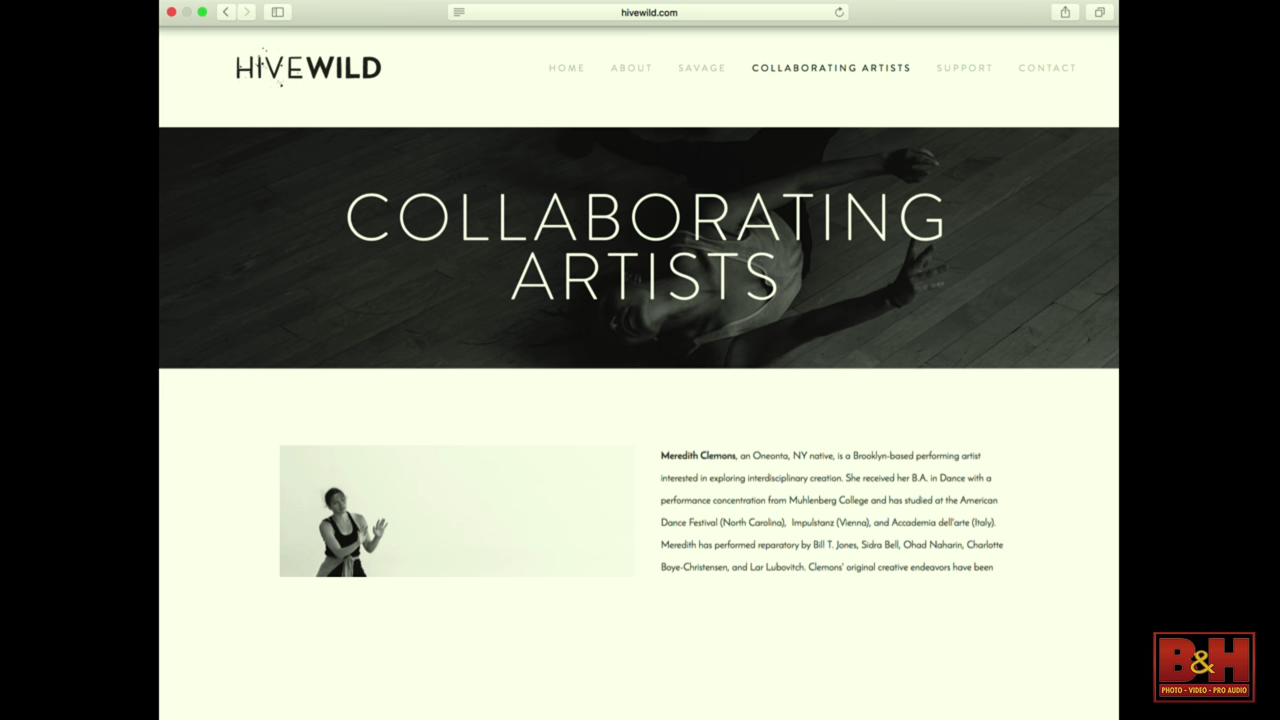 hivewild.com
HIVEWILD
HOME ABOUT SAVAGE COLLABORATING ARTISTS SUPPORT CONTACT
COLLABORATING
ARTISTS
Meredith Clemons, an Oneonta, NY native, is a Brooklyn-based performing artist
interested in exploring interdisciplinary creation. She received her B.A. in Dance with a
performance concentration from Muhlenberg College and has studied at the American
Dance Festival (North Carolina), Impulstanz (Vienna), and Accademia dell'arte (Italy).
Meredith has performed reparatory by Bill T. Jones, Sidra Bell, Ohad Naharin, Charlotte
Boye-Christensen, and Lar Lubovitch. Clemons' original creative endeavors have been
B&H
PHOTO - VIDEO - PRO AUDIO